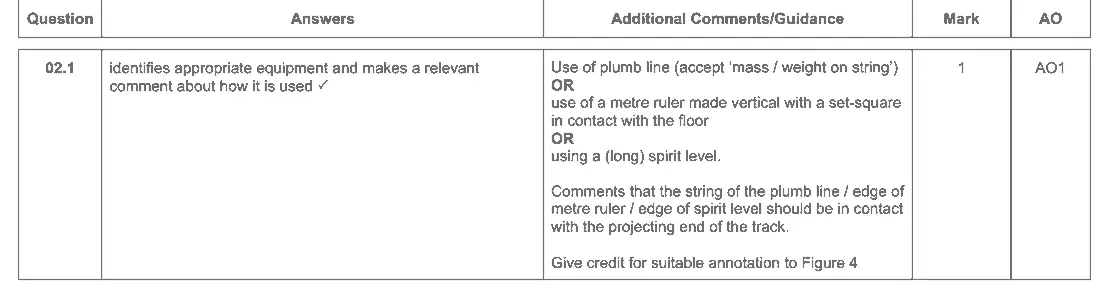 Question Answers Additional Comments/Guidance Mark AO
02.1 identifies appropriate equipment and makes a relevant comment about how it is used ✓
Use of plumb line (accept ‘mass / weight on string’)
OR
use of a metre ruler made vertical with a set-square
in contact with the floor
OR
using a (long) spirit level.
Comments that the string of the plumb line / edge of
metre ruler / edge of spirit level should be in contact
with the projecting end of the track.
Give credit for suitable annotation to Figure 4
1
AO1